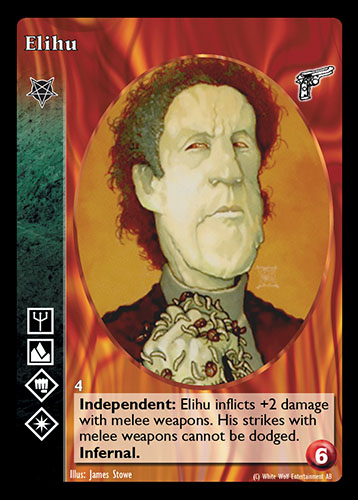 Elihu
4
Independent: Elihu inflicts +2 damage
with melee weapons. His strikes with
melee weapons cannot be dodged.
Infernal.
6
Illus: James Stowe
(C) White Wolf Entertainment AB